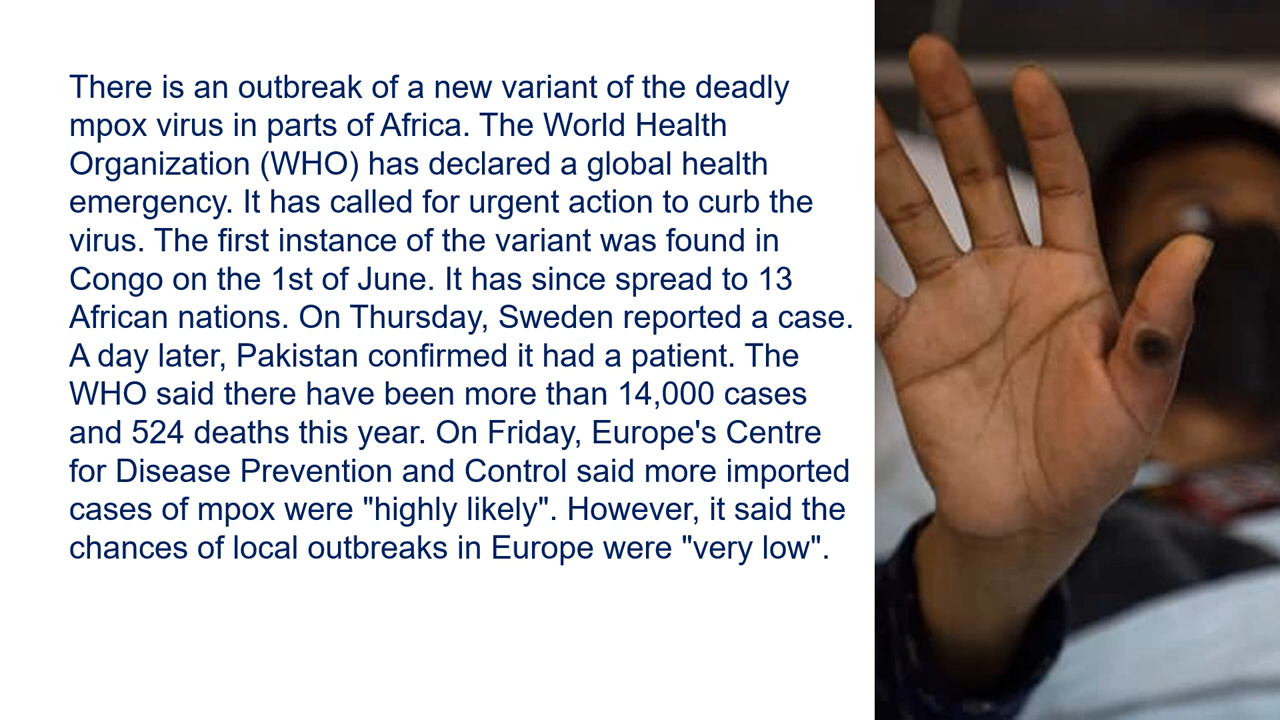 There is an outbreak of a new variant of the deadly
mpox virus in parts of Africa. The World Health
Organization (WHO) has declared a global health
emergency. It has called for urgent action to curb the
virus. The first instance of the variant was found in
Congo on the 1st of June. It has since spread to 13
African nations. On Thursday, Sweden reported a case.
A day later, Pakistan confirmed it had a patient. The
WHO said there have been more than 14,000 cases
and 524 deaths this year. On Friday, Europe's Centre
for Disease Prevention and Control said more imported
cases of mpox were "highly likely". However, it said the
chances of local outbreaks in Europe were "very low".